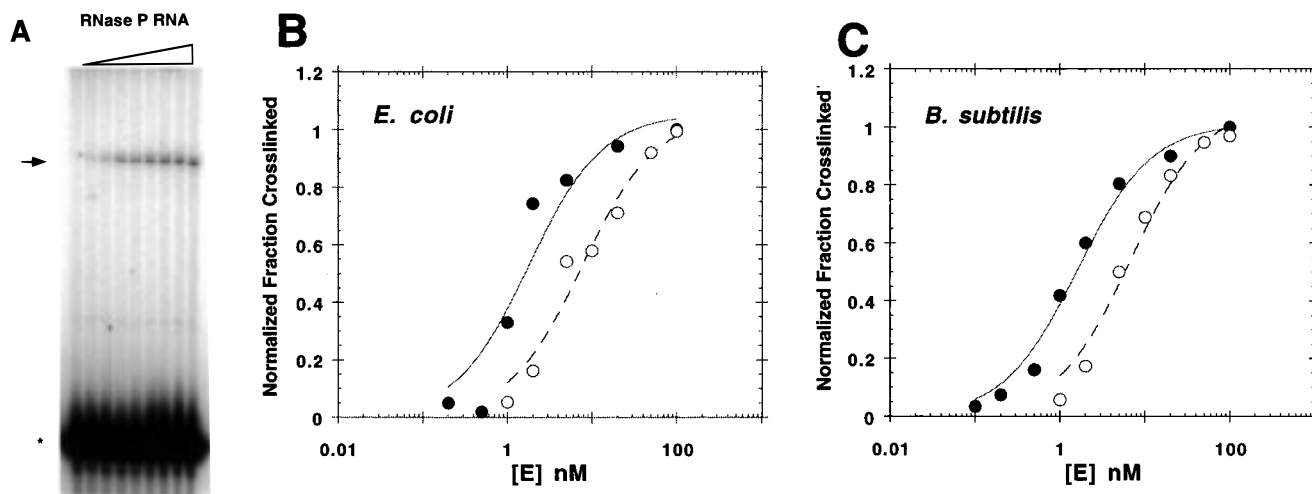 A
RNase P RNA
*
B
Normalized Fraction Crosslinked
1.2
1
0.8
0.6
0.4
0.2
0
E. coli
0.01
1
100
[E] nM
C
Normalized Fraction Crosslinked
1.2
1
0.8
0.6
0.4
0.2
0
B. subtilis
0.01
1
100
[E] nM